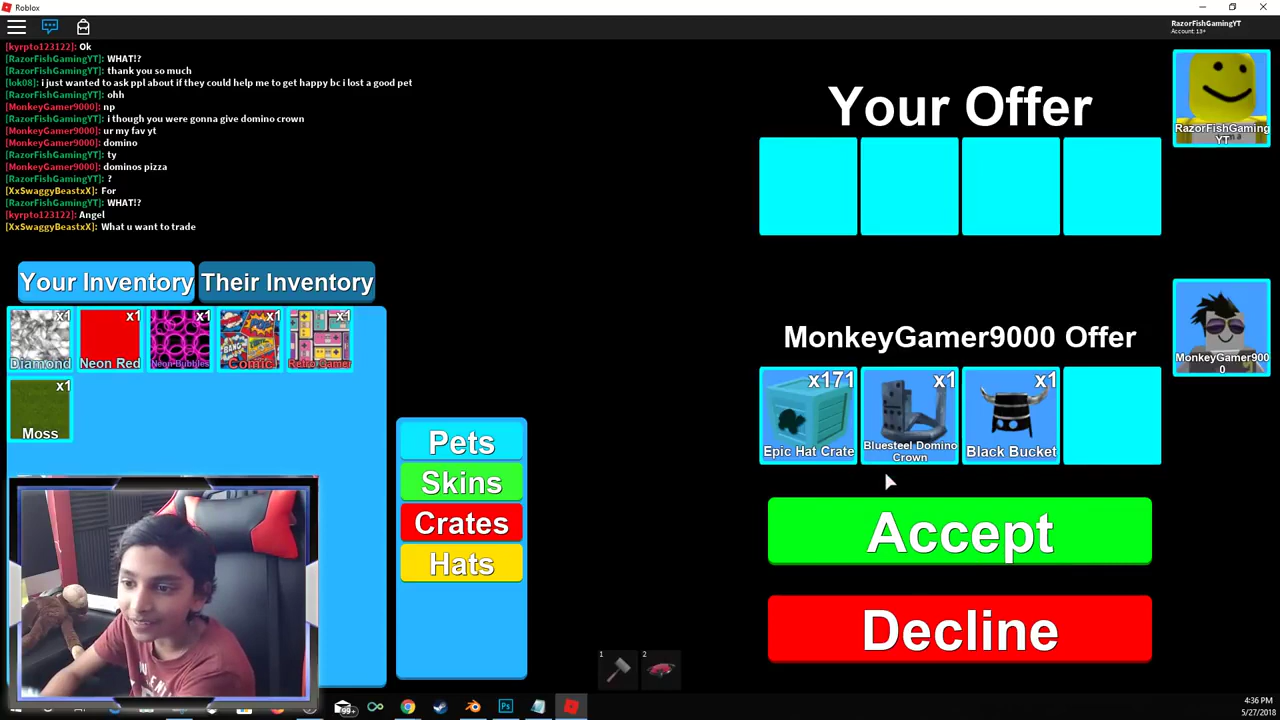 Roblox
RazorFishGamingYT
Account: 13+
[kyrpto123122]: Ok
[RazorFishGamingYT]: WHAT!?
[RazorFishGamingYT]: thank you so much
[lok08]: i just wanted to ask ppl about if they could help me to get happy bc i lost a good pet
[RazorFishGamingYT]: ohh
[MonkeyGamer9000]: np
[RazorFishGamingYT]: i though you were gonna give domino crown
[MonkeyGamer9000]: ur my fav yt
[MonkeyGamer9000]: domino
[RazorFishGamingYT]: ty
[MonkeyGamer9000]: dominos pizza
[RazorFishGamingYT]: ?
[XxSwaggyBeastxX]: For
[RazorFishGamingYT]: WHAT!?
[kyrpto123122]: Angel
[XxSwaggyBeastxX]: What u want to trade
Your Offer
RazorFishGaming
YT
Your Inventory
Their Inventory
x1 x1 x1 x1 x1
Diamond Neon Red Neon Bubbles Comic Retro Gamer
x1
Moss
Pets
Skins
Crates
Hats
MonkeyGamer9000 Offer
MonkeyGamer900
0
x171 x1 x1
Epic Hat Crate
Bluesteel Domino
Crown
Black Bucket
Accept
Decline
1 2
99+
Ps
4:36 PM
5/27/2018